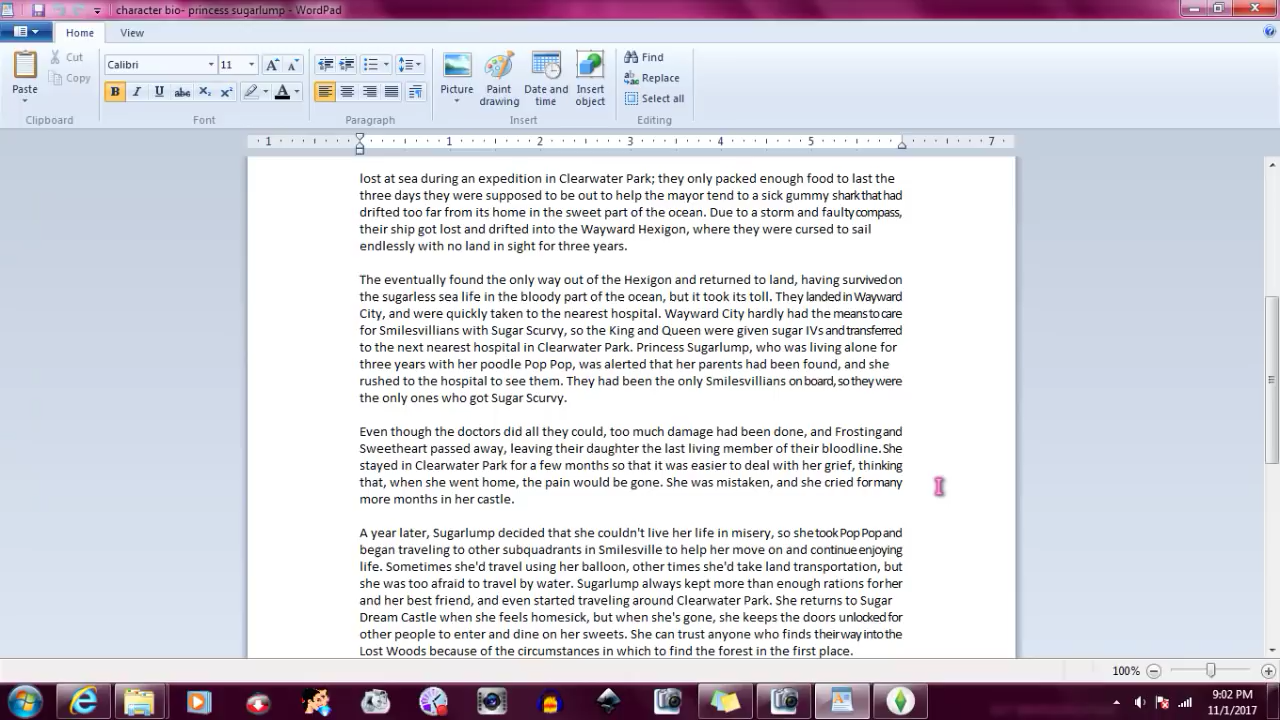 character bio- princess sugarlump - WordPad
Home View
Paste
Cut
Copy
Clipboard
Calibri 11
Font
Paragraph
Picture
Paint drawing
Date and time
Insert object
Insert
Find
Replace
Select all
Editing
1 1 2 3 4 5 7
lost at sea during an expedition in Clearwater Park; they only packed enough food to last the
three days they were supposed to be out to help the mayor tend to a sick gummy shark that had
drifted too far from its home in the sweet part of the ocean. Due to a storm and faulty compass,
their ship got lost and drifted into the Wayward Hexigon, where they were cursed to sail
endlessly with no land in sight for three years.
The eventually found the only way out of the Hexigon and returned to land, having survived on
the sugarless sea life in the bloody part of the ocean, but it took its toll. They landed in Wayward
City, and were quickly taken to the nearest hospital. Wayward City hardly had the means to care
for Smilesvillians with Sugar Scurvy, so the King and Queen were given sugar IVs and transferred
to the next nearest hospital in Clearwater Park. Princess Sugarlump, who was living alone for
three years with her poodle Pop Pop, was alerted that her parents had been found, and she
rushed to the hospital to see them. They had been the only Smilesvillians on board, so they were
the only ones who got Sugar Scurvy.
Even though the doctors did all they could, too much damage had been done, and Frosting and
Sweetheart passed away, leaving their daughter the last living member of their bloodline. She
stayed in Clearwater Park for a few months so that it was easier to deal with her grief, thinking
that, when she went home, the pain would be gone. She was mistaken, and she cried for many
more months in her castle.
A year later, Sugarlump decided that she couldn't live her life in misery, so she took Pop Pop and
began traveling to other subquadrants in Smilesville to help her move on and continue enjoying
life. Sometimes she'd travel using her balloon, other times she'd take land transportation, but
she was too afraid to travel by water. Sugarlump always kept more than enough rations for her
and her best friend, and even started traveling around Clearwater Park. She returns to Sugar
Dream Castle when she feels homesick, but when she's gone, she keeps the doors unlocked for
other people to enter and dine on her sweets. She can trust anyone who finds their way into the
Lost Woods because of the circumstances in which to find the forest in the first place.
100%
9:02 PM
11/1/2017